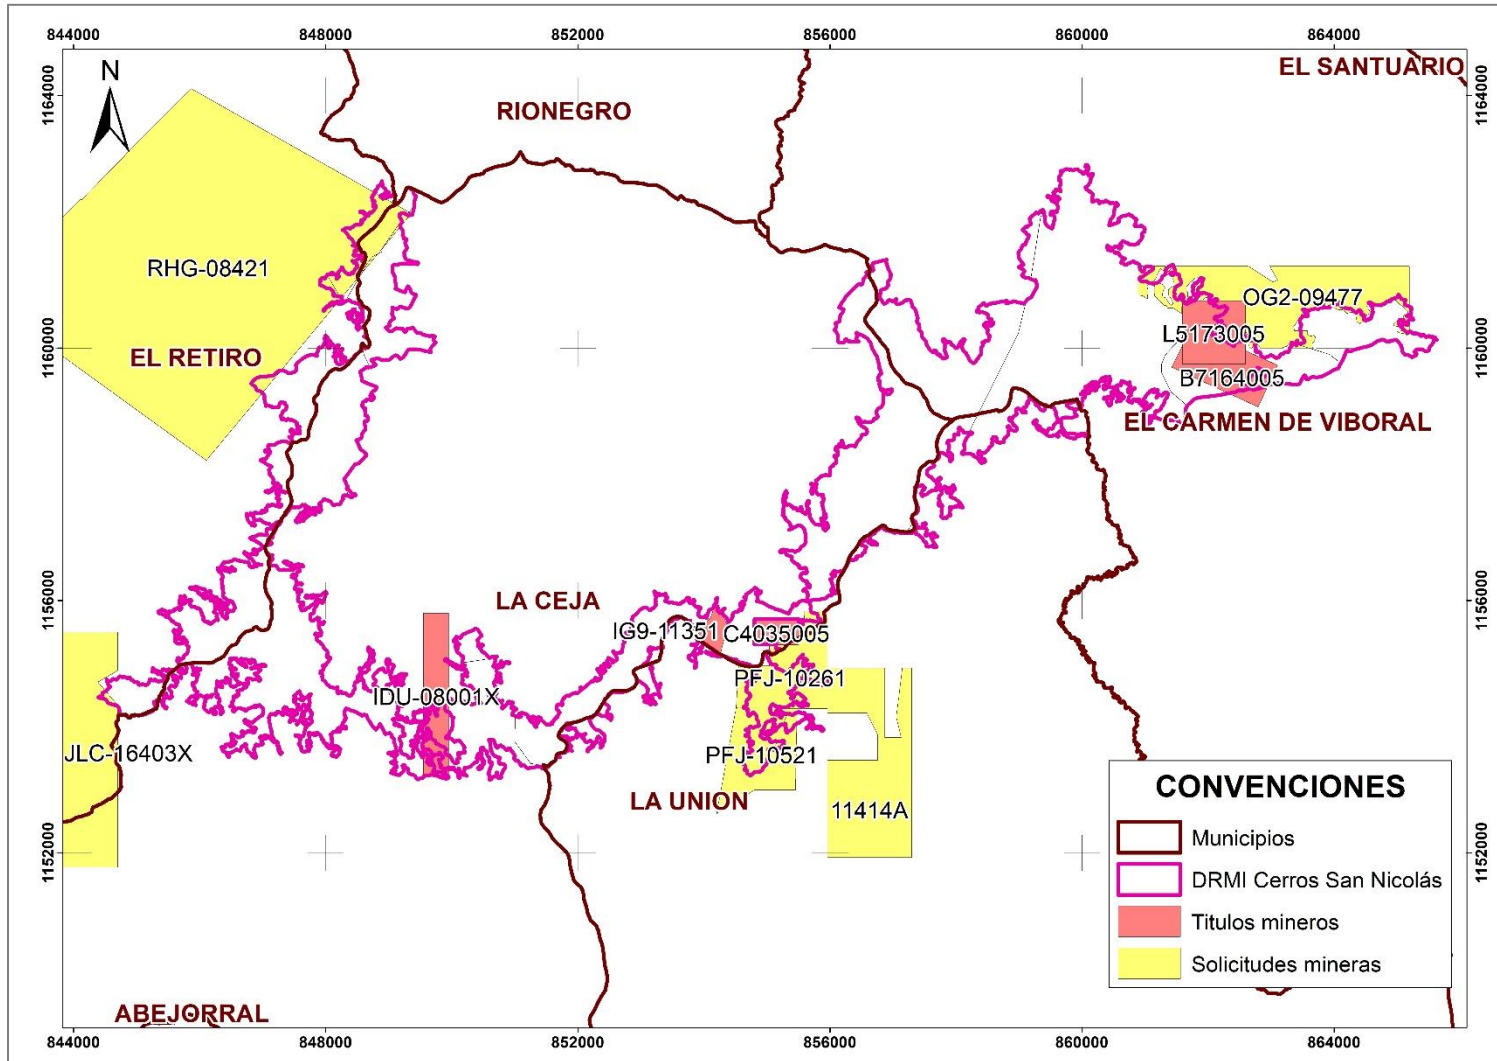 844000 848000 852000 856000 860000 864000
N
EL SANTUARIO
RIONEGRO
1164000 1164000
RHG-08421
OG2-09477
L5173005
1160000 1160000
EL RETIRO
B7164005
EL CARMEN DE VIBORAL
1156000 1156000
LA CEJA
IG9-11351 C4035005
PFJ-10261
IDU-08001X
JLC-16403X
PFJ-10521
LA UNION
11414A
1152000 1152000
CONVENCIONES
Municipios
DRMI Cerros San Nicolás
Titulos mineros
Solicitudes mineras
ABEJORRAL
844000 848000 852000 856000 860000 864000